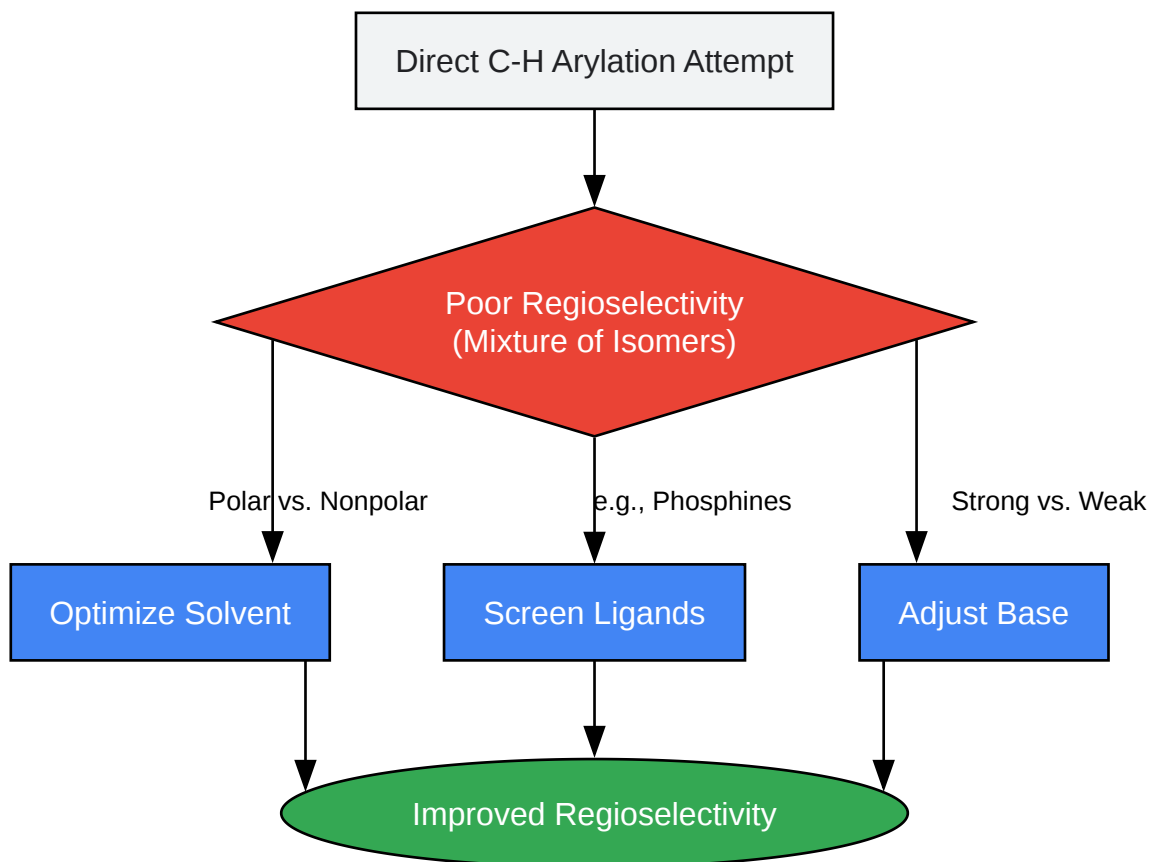 Direct C-H Arylation Attempt
Poor Regioselectivity
(Mixture of Isomers)
Polar vs. Nonpolar
e.g., Phosphines
Strong vs. Weak
Optimize Solvent
Screen Ligands
Adjust Base
Improved Regioselectivity